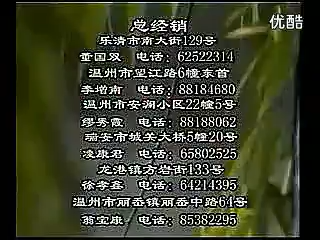 总经销
优酷
乐清市南大街129号
董国双 电话:62522314
温州市望江路6幢东首
李增南 电话:88184680
温州市安澜小区22幢5号
缪秀霞 电话:88188062
瑞安市城关大桥5幢20号
凌康君 电话:65802525
龙港镇方岩街133号
徐孝鑫 电话:64214395
温州市丽岙镇丽岙中路64号
翁宝康 电话:85382295